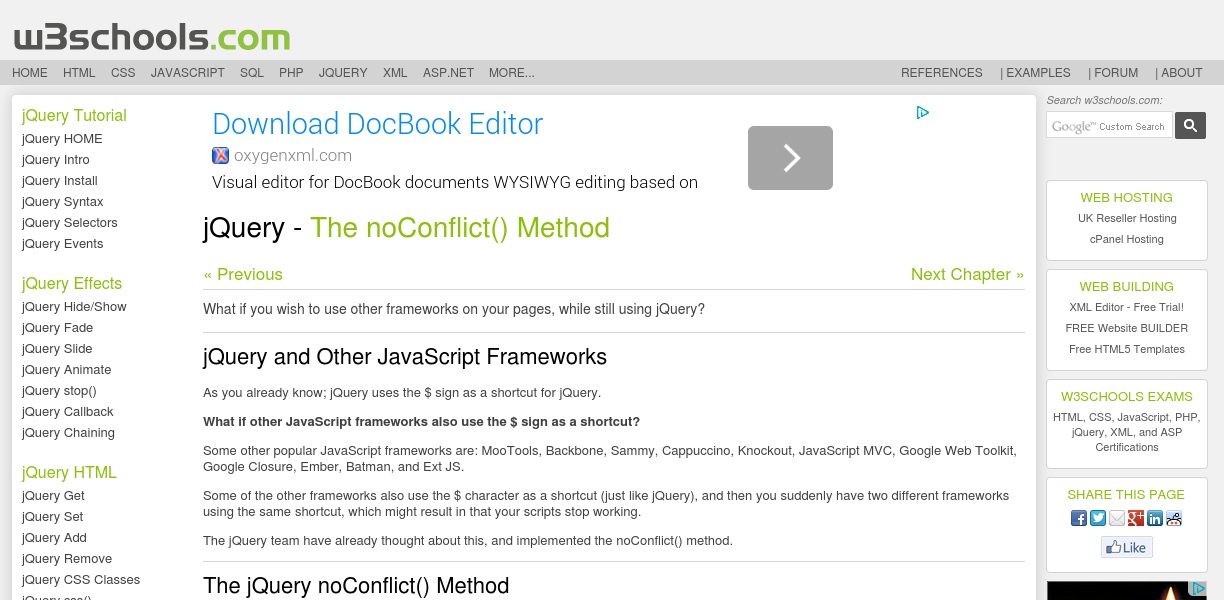 w3schools.com
HOME HTML CSS JAVASCRIPT SQL PHP JQUERY XML ASP.NET MORE...
REFERENCES | EXAMPLES | FORUM | ABOUT
jQuery Tutorial
jQuery HOME
jQuery Intro
jQuery Install
jQuery Syntax
jQuery Selectors
jQuery Events
jQuery Effects
jQuery Hide/Show
jQuery Fade
jQuery Slide
jQuery Animate
jQuery stop()
jQuery Callback
jQuery Chaining
jQuery HTML
jQuery Get
jQuery Set
jQuery Add
jQuery Remove
jQuery CSS Classes
jQuery css()
Download DocBook Editor
oxygenxml.com
Visual editor for DocBook documents WYSIWYG editing based on
jQuery - The noConflict() Method
« Previous
Next Chapter »
What if you wish to use other frameworks on your pages, while still using jQuery?
jQuery and Other JavaScript Frameworks
As you already know; jQuery uses the $ sign as a shortcut for jQuery.
What if other JavaScript frameworks also use the $ sign as a shortcut?
Some other popular JavaScript frameworks are: MooTools, Backbone, Sammy, Cappuccino, Knockout, JavaScript MVC, Google Web Toolkit,
Google Closure, Ember, Batman, and Ext JS.
Some of the other frameworks also use the $ character as a shortcut (just like jQuery), and then you suddenly have two different frameworks
using the same shortcut, which might result in that your scripts stop working.
The jQuery team have already thought about this, and implemented the noConflict() method.
The jQuery noConflict() Method
Search w3schools.com:
Google™ Custom Search
WEB HOSTING
UK Reseller Hosting
cPanel Hosting
WEB BUILDING
XML Editor - Free Trial!
FREE Website BUILDER
Free HTML5 Templates
W3SCHOOLS EXAMS
HTML, CSS, JavaScript, PHP,
jQuery, XML, and ASP
Certifications
SHARE THIS PAGE
Like